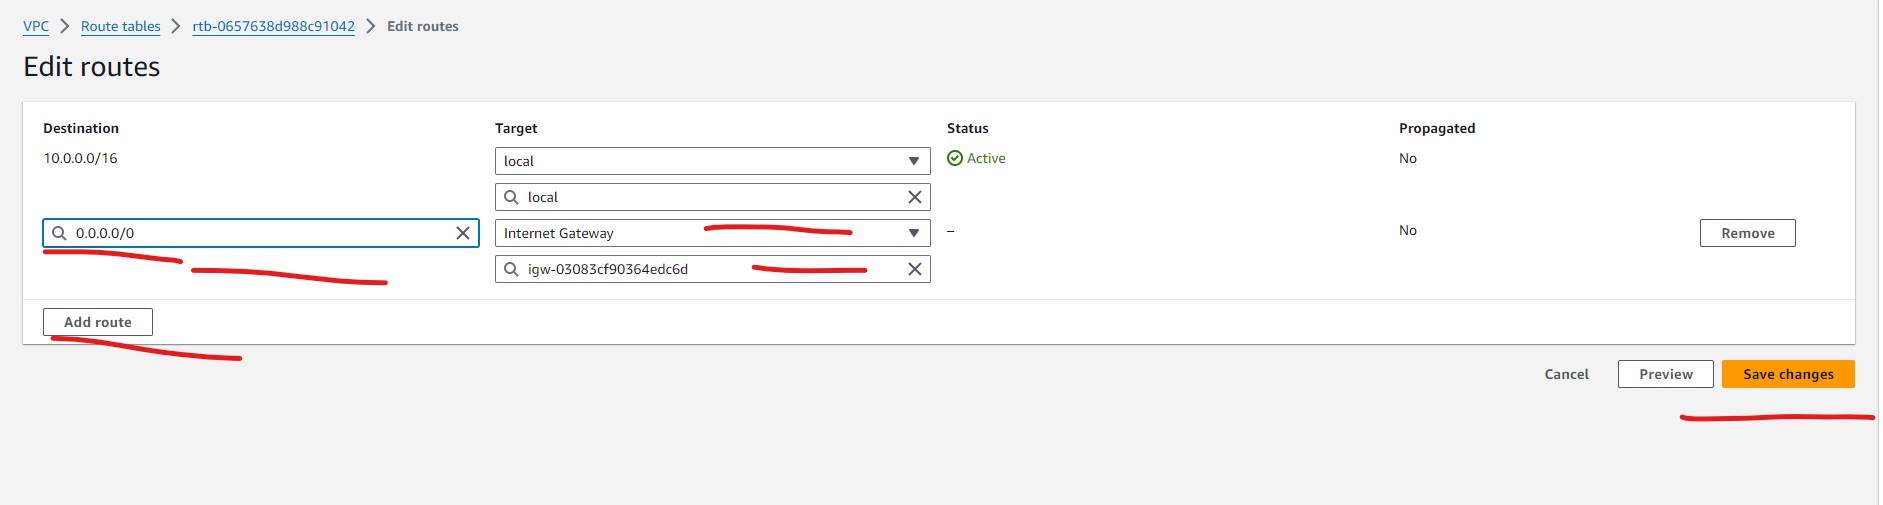 VPC > Route tables > rtb-0657638d988c91042 > Edit routes
Edit routes
Destination Target Status Propagated
10.0.0.0/16 local Active No
local
0.0.0.0/0 Internet Gateway – No Remove
igw-03083cf90364edc6d
Add route
Cancel Preview Save changes